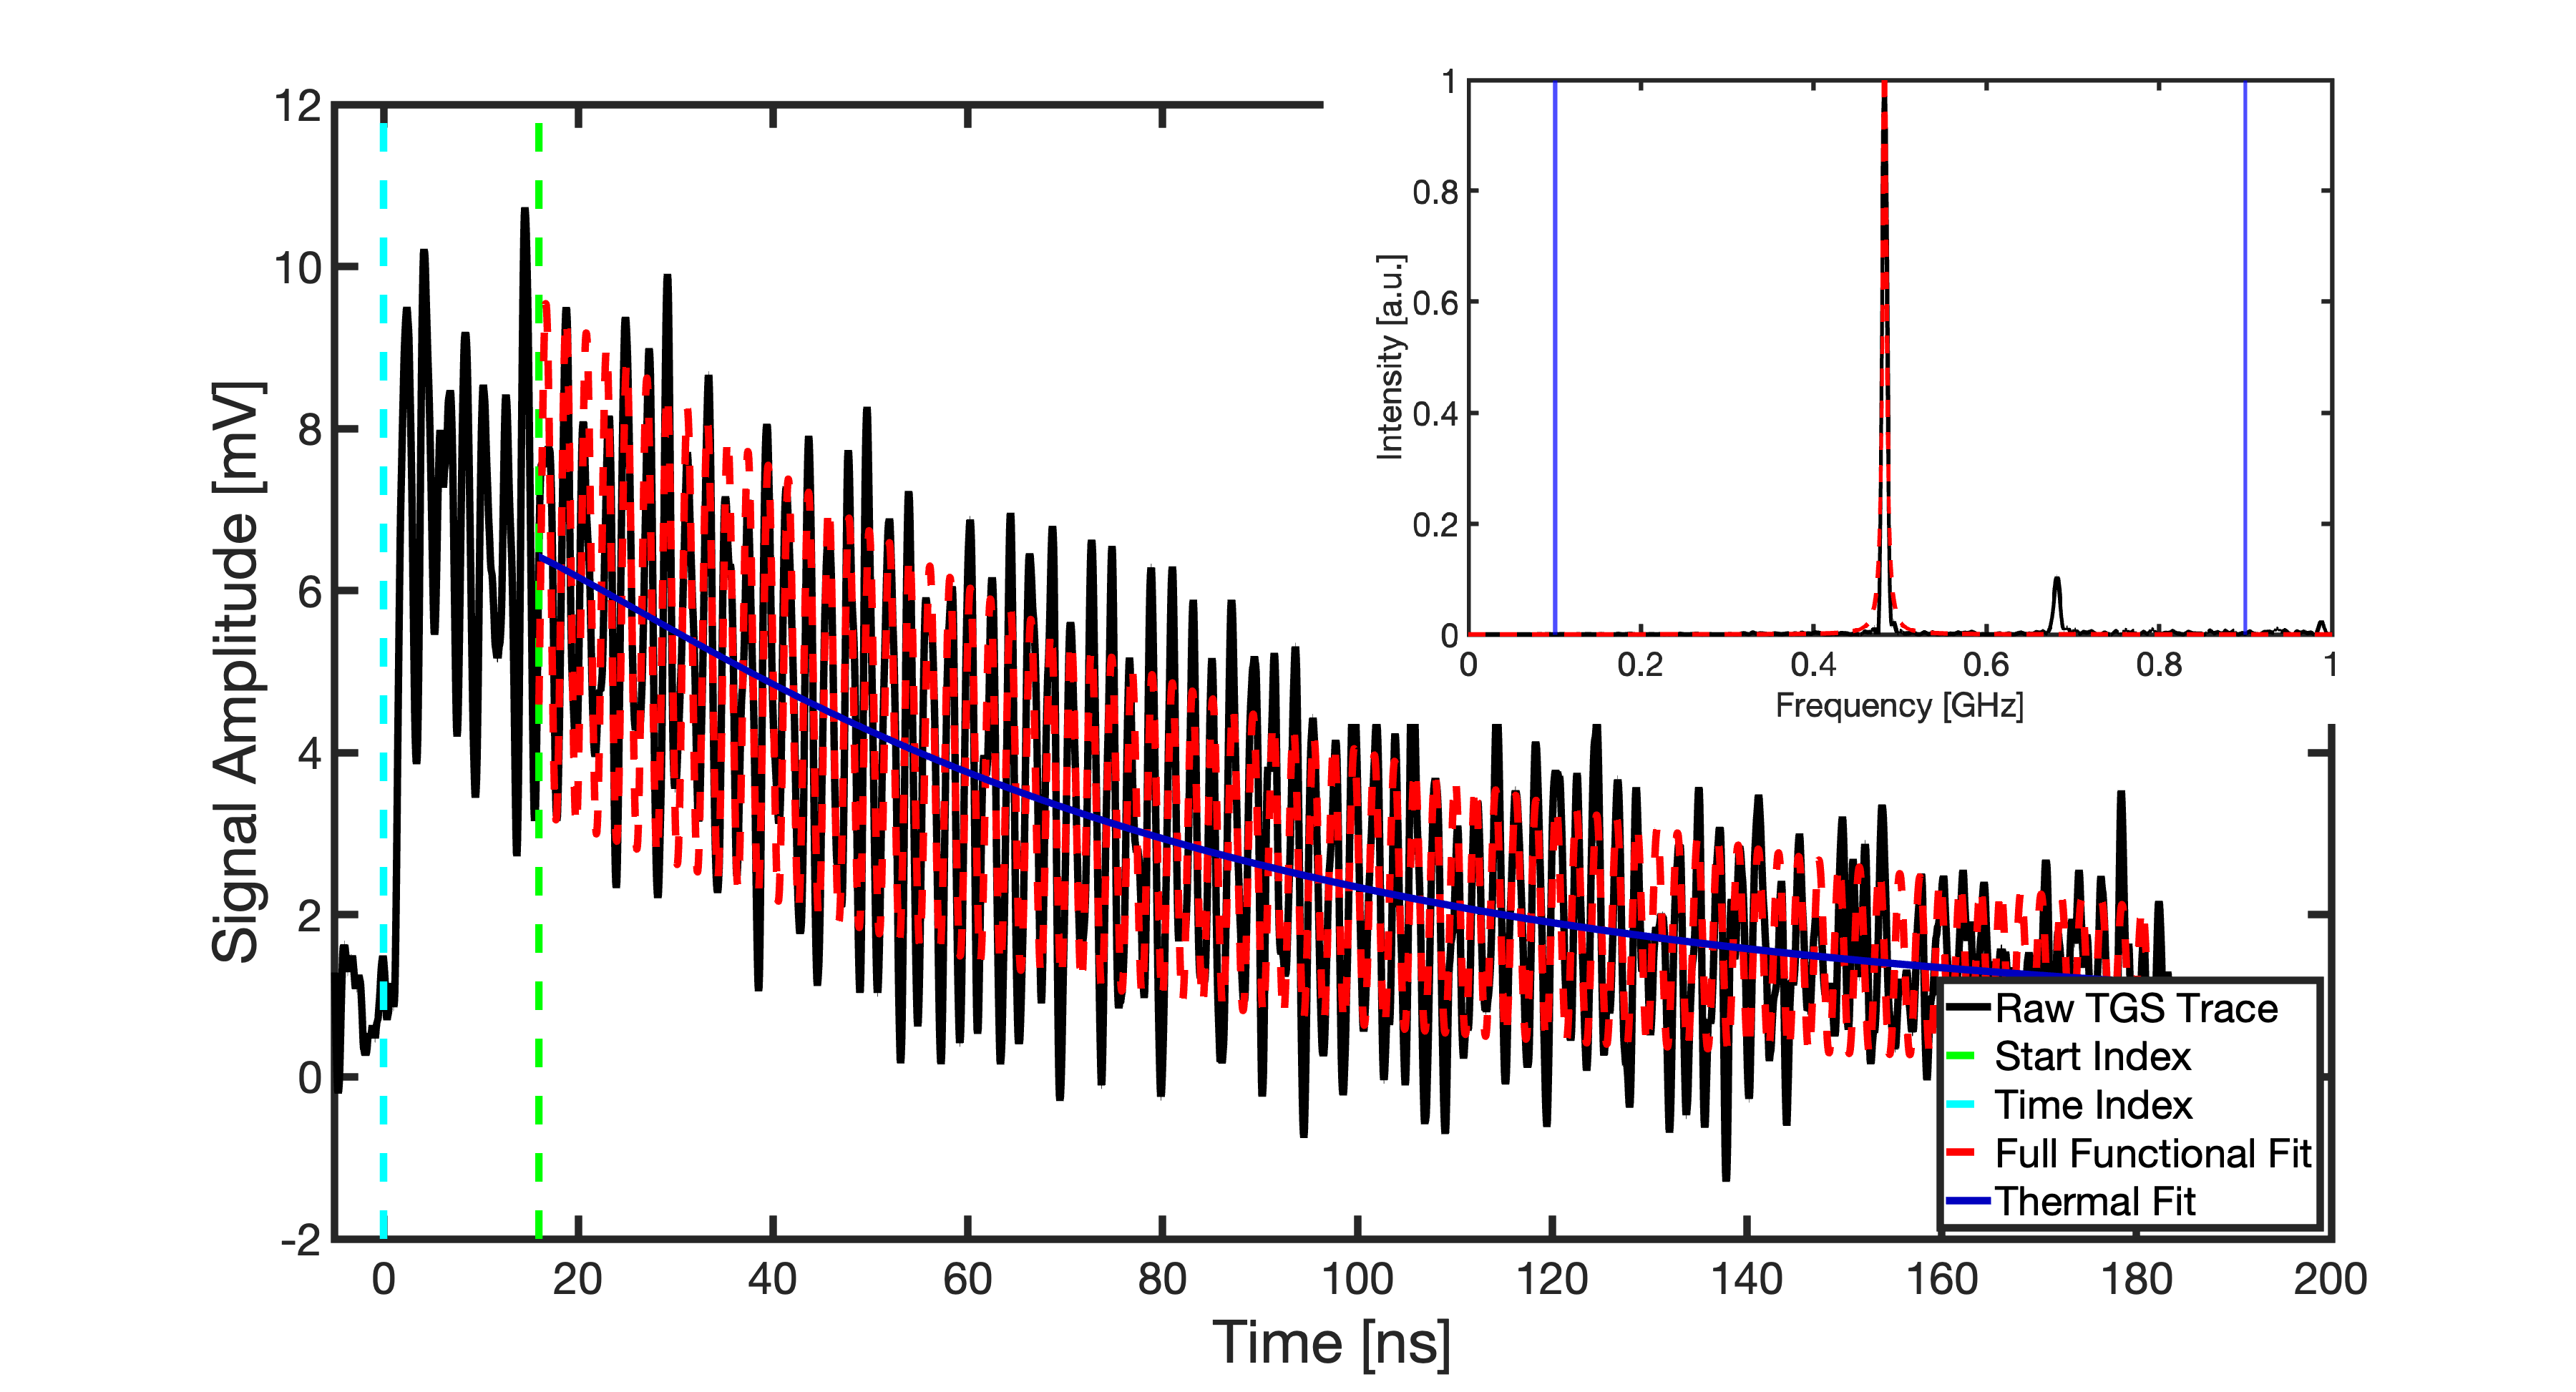 12
10
8
6
4
2
0
-2
Signal Amplitude [mV]
0 20 40 60 80 100 120 140 160 180 200
Time [ns]
1
0.8
0.6
0.4
0.2
0
Intensity [a.u.]
0 0.2 0.4 0.6 0.8 1
Frequency [GHz]
Raw TGS Trace
Start Index
Time Index
Full Functional Fit
Thermal Fit